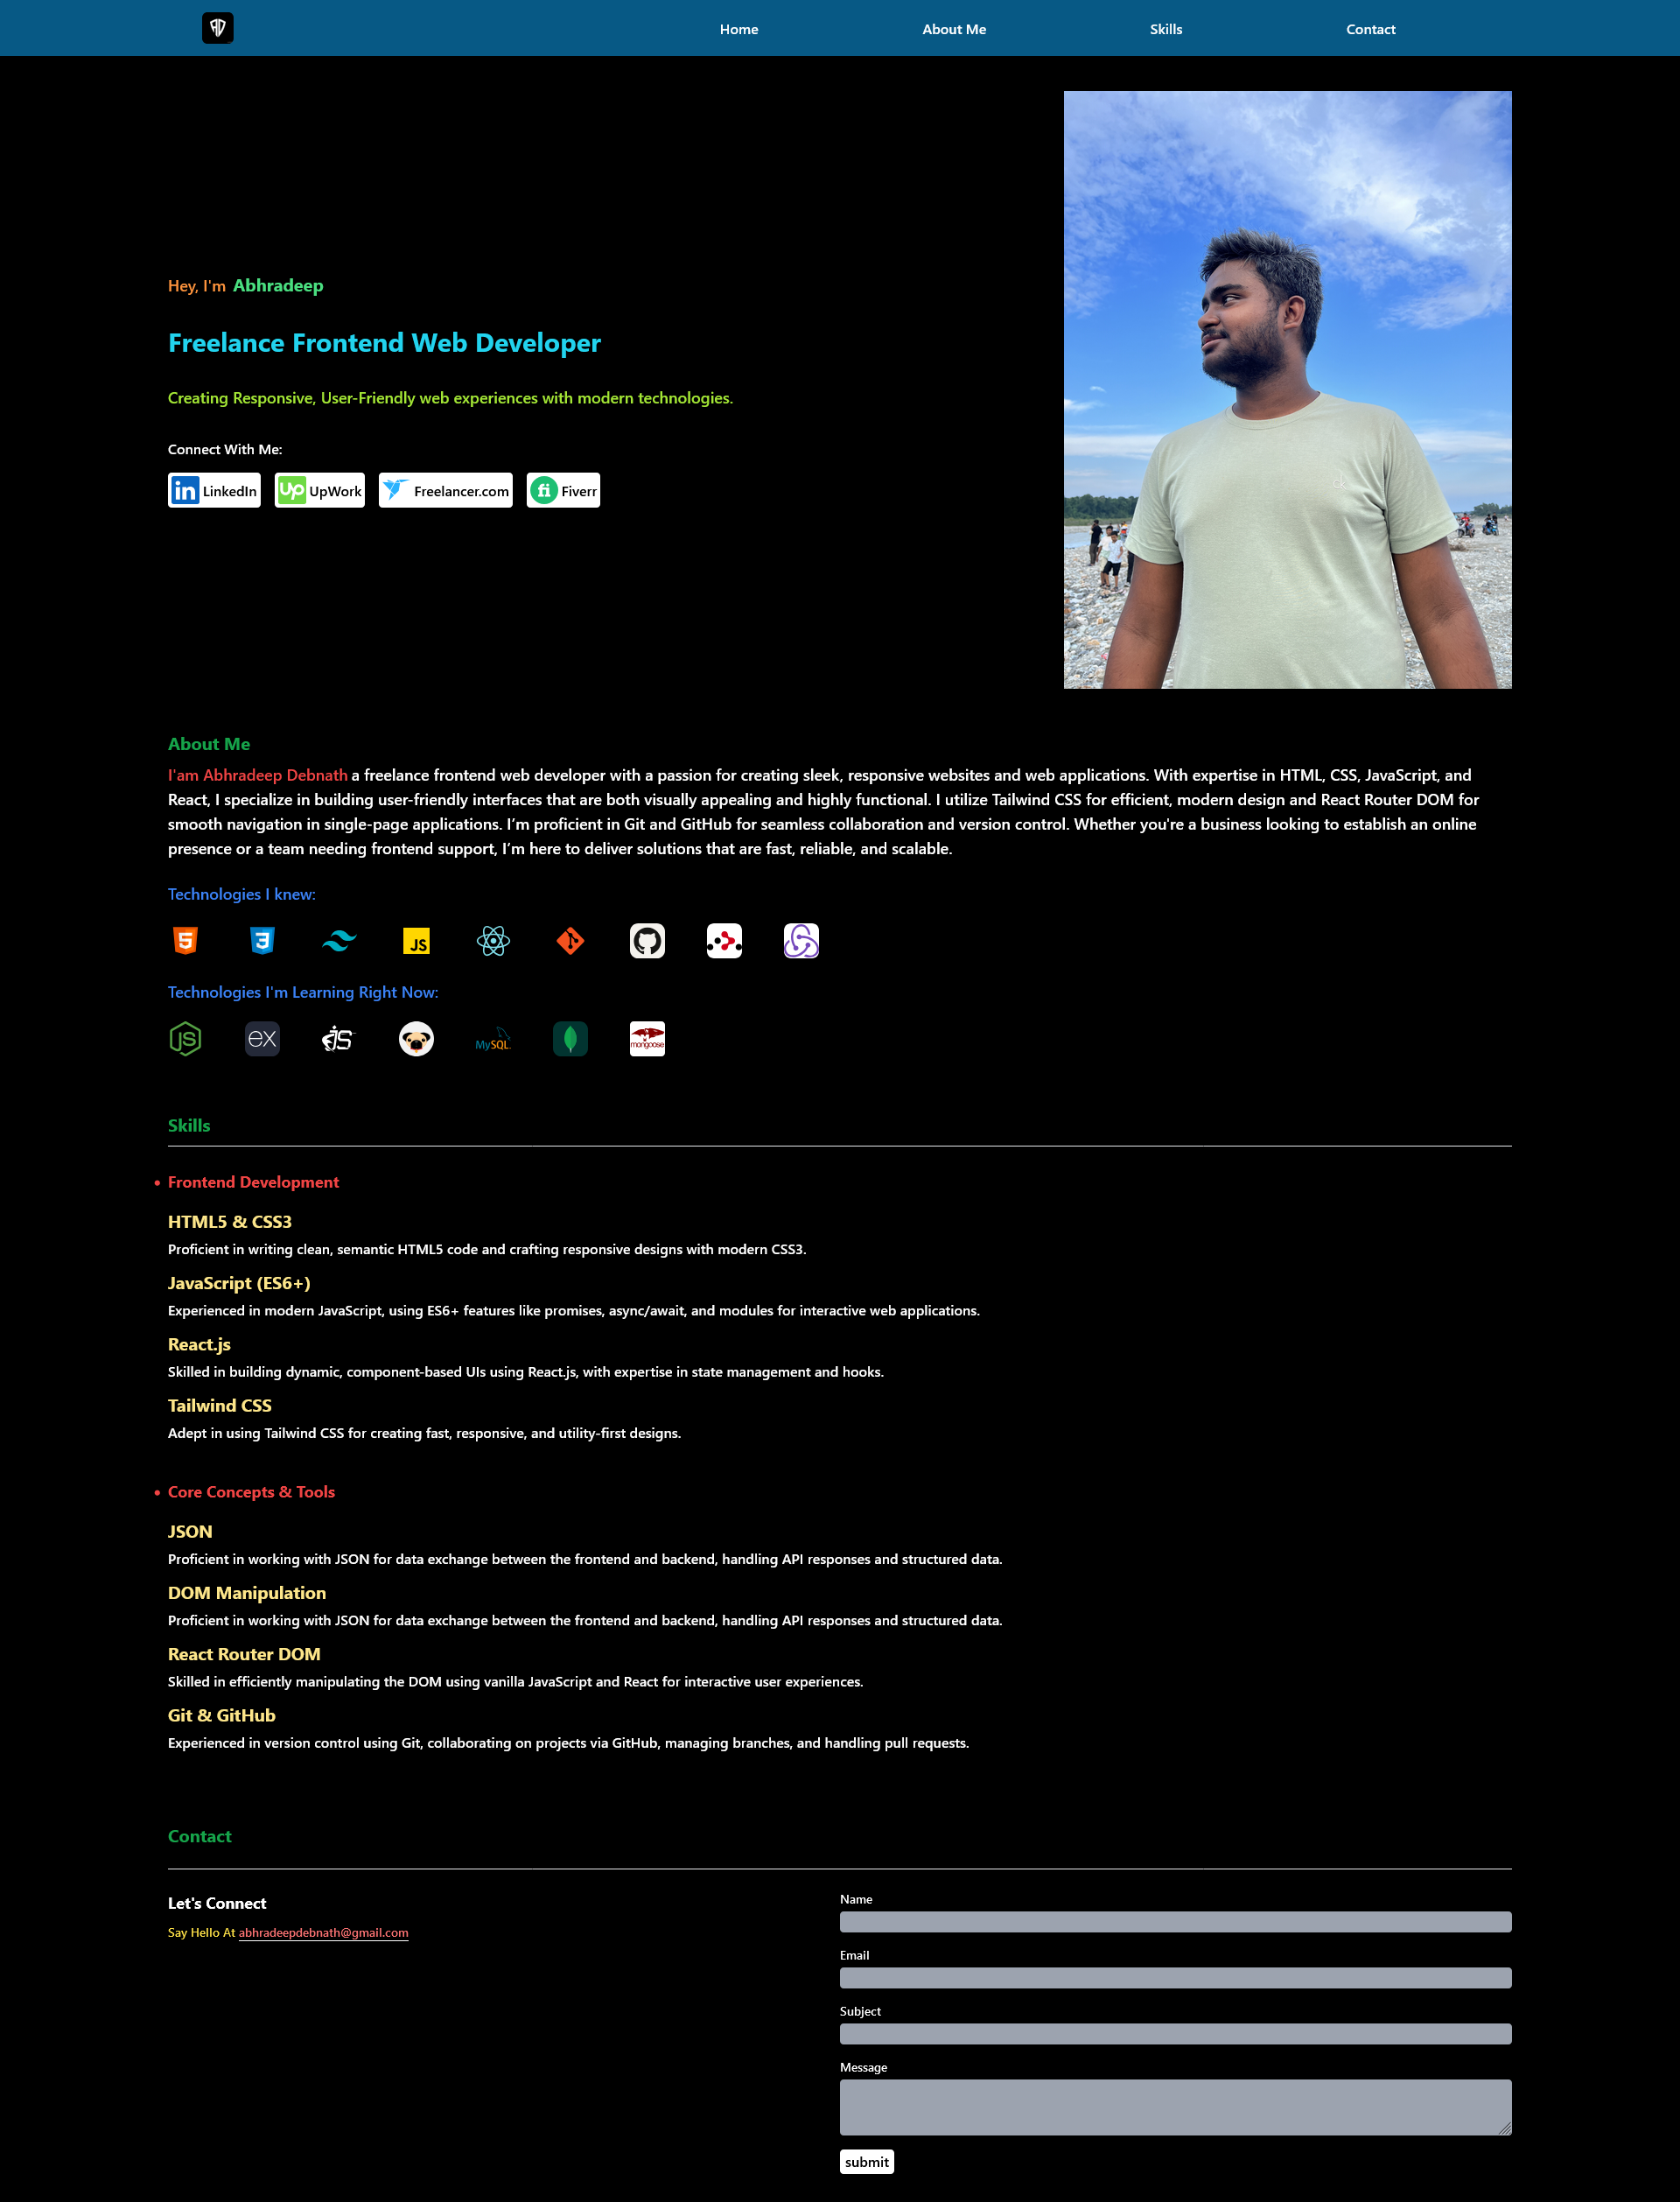 Home About Me Skills Contact
Hey, I'm Abhradeep
Freelance Frontend Web Developer
Creating Responsive, User-Friendly web experiences with modern technologies.
Connect With Me:
in LinkedIn Up UpWork Freelancer.com fi Fiverr
About Me
I'am Abhradeep Debnath a freelance frontend web developer with a passion for creating sleek, responsive websites and web applications. With expertise in HTML, CSS, JavaScript, and
React, I specialize in building user-friendly interfaces that are both visually appealing and highly functional. I utilize Tailwind CSS for efficient, modern design and React Router DOM for
smooth navigation in single-page applications. I’m proficient in Git and GitHub for seamless collaboration and version control. Whether you're a business looking to establish an online
presence or a team needing frontend support, I’m here to deliver solutions that are fast, reliable, and scalable.
Technologies I knew:
5 3 JS
Technologies I'm Learning Right Now:
JS ex JS MySQL mongoose
Skills
• Frontend Development
HTML5 & CSS3
Proficient in writing clean, semantic HTML5 code and crafting responsive designs with modern CSS3.
JavaScript (ES6+)
Experienced in modern JavaScript, using ES6+ features like promises, async/await, and modules for interactive web applications.
React.js
Skilled in building dynamic, component-based UIs using React.js, with expertise in state management and hooks.
Tailwind CSS
Adept in using Tailwind CSS for creating fast, responsive, and utility-first designs.
• Core Concepts & Tools
JSON
Proficient in working with JSON for data exchange between the frontend and backend, handling API responses and structured data.
DOM Manipulation
Proficient in working with JSON for data exchange between the frontend and backend, handling API responses and structured data.
React Router DOM
Skilled in efficiently manipulating the DOM using vanilla JavaScript and React for interactive user experiences.
Git & GitHub
Experienced in version control using Git, collaborating on projects via GitHub, managing branches, and handling pull requests.
Contact
Let's Connect
Say Hello At abhradeepdebnath@gmail.com
Name
Email
Subject
Message
submit